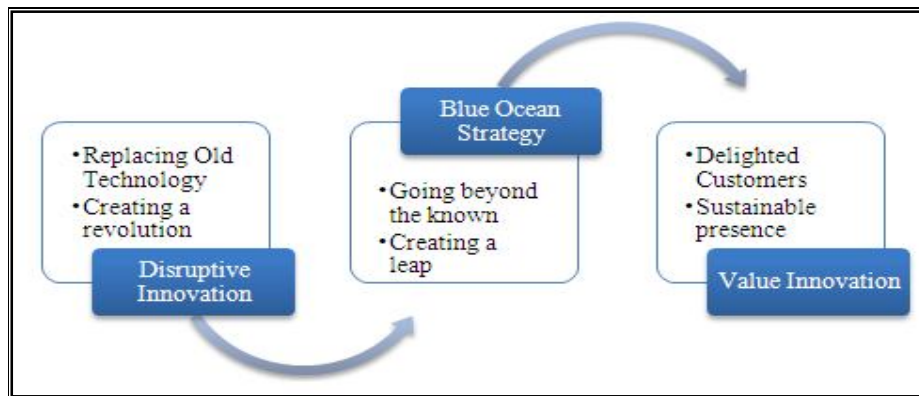 •Replacing Old
Technology
•Creating a
revolution
Disruptive
Innovation
Blue Ocean
Strategy
•Going beyond
the known
•Creating a
leap
•Delighted
Customers
•Sustainable
presence
Value Innovation